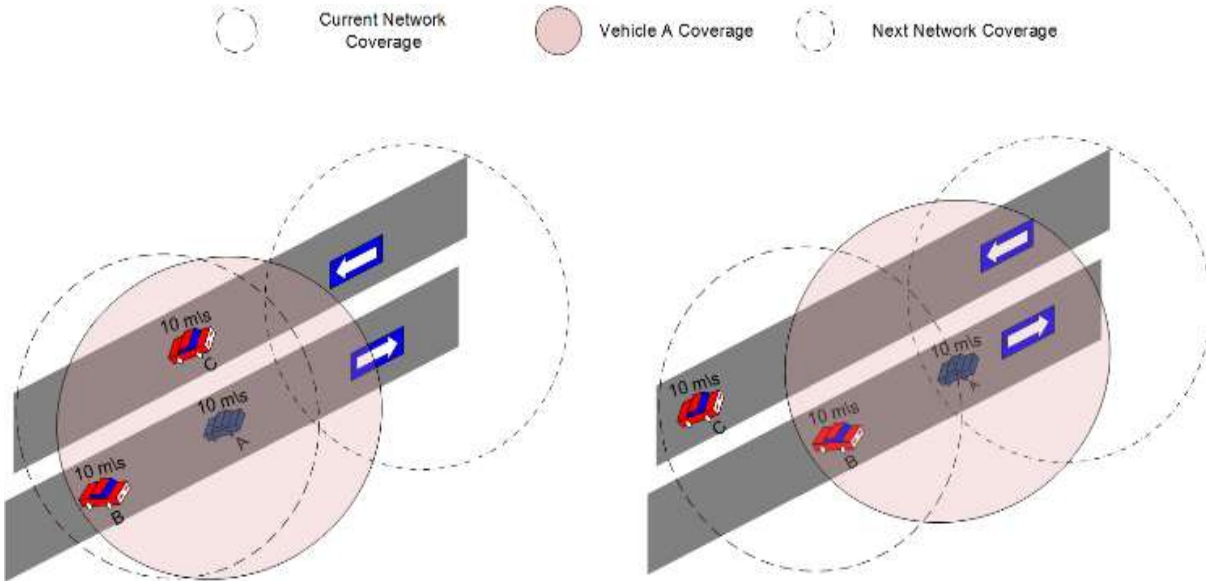 Current Network
Coverage
Vehicle A Coverage
Next Network Coverage
10 m\s
C
10 m\s
A
10 m\s
B
10 m\s
A
10 m\s
C
10 m\s
B